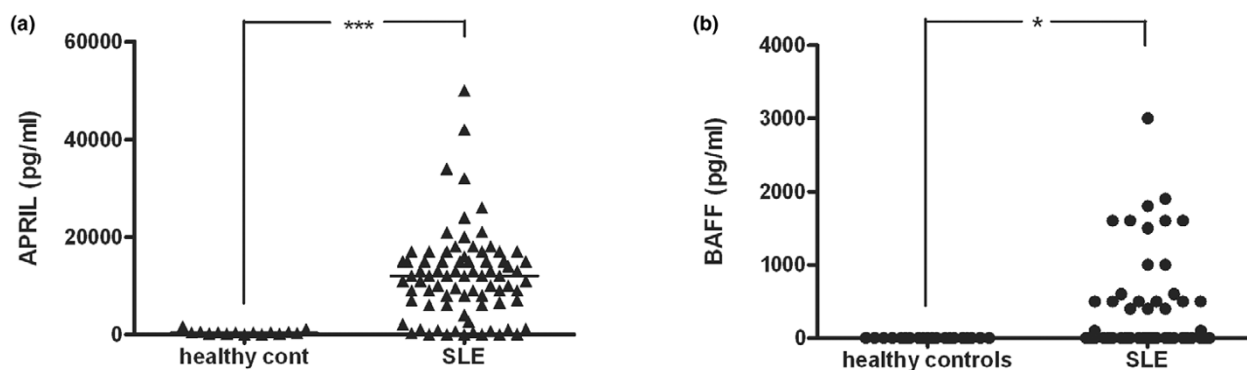 (a)
***
60000
40000
20000
0
APRIL (pg/ml)
healthy cont
SLE
(b)
*
4000
3000
2000
1000
0
BAFF (pg/ml)
healthy controls
SLE